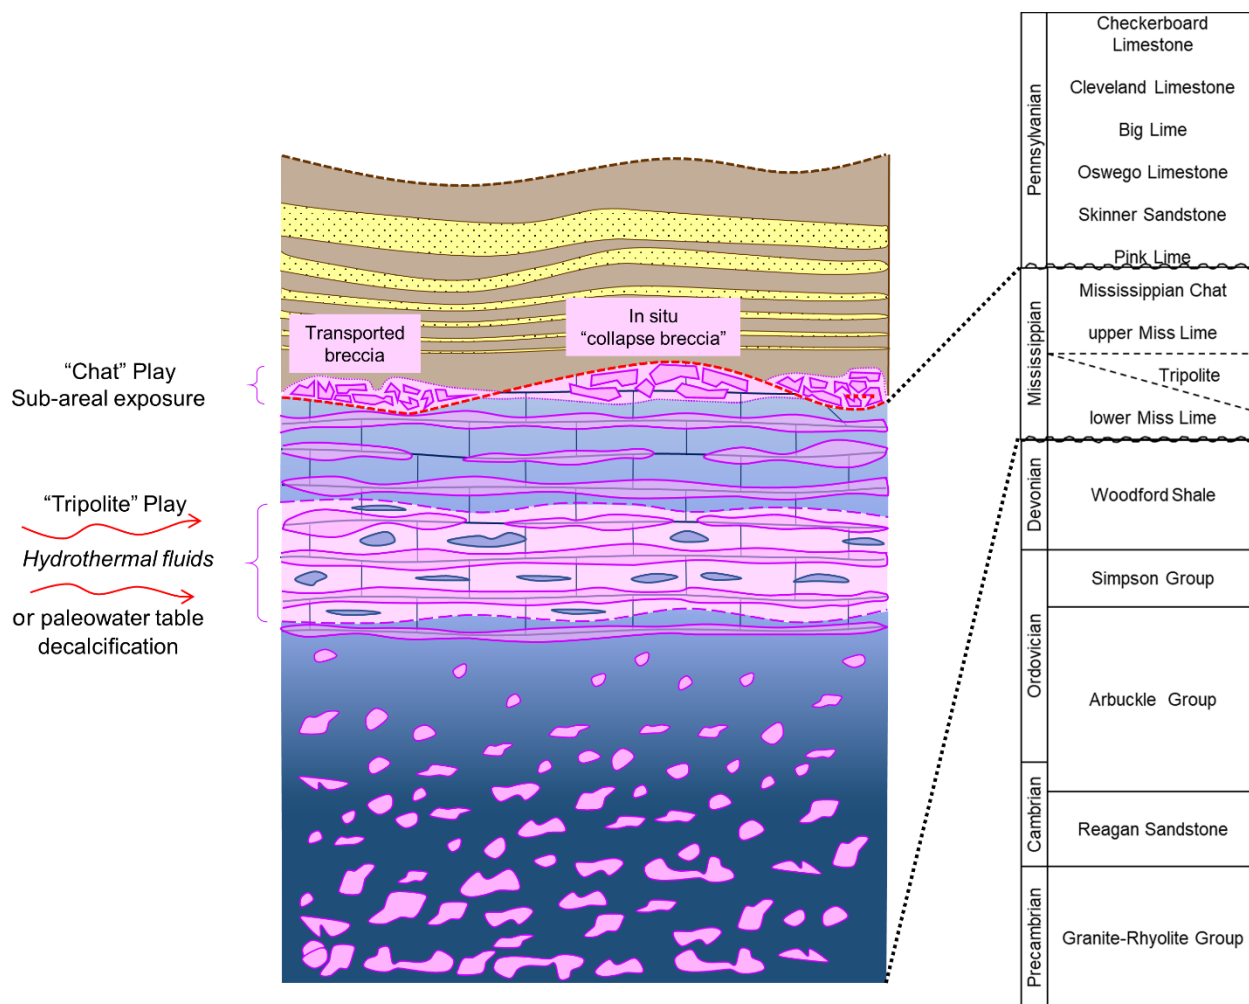 "Chat" Play
Sub-areal exposure
"Tripolite" Play
Hydrothermal fluids
or paleowater table
decalcification
Transported
breccia
In situ
"collapse breccia"
Pennsylvanian
Checkerboard
Limestone
Cleveland Limestone
Big Lime
Oswego Limestone
Skinner Sandstone
Pink Lime
Mississippian
Mississippian Chat
upper Miss Lime
Tripolite
lower Miss Lime
Devonian
Woodford Shale
Ordovician
Simpson Group
Arbuckle Group
Cambrian
Reagan Sandstone
Precambrian
Granite-Rhyolite Group